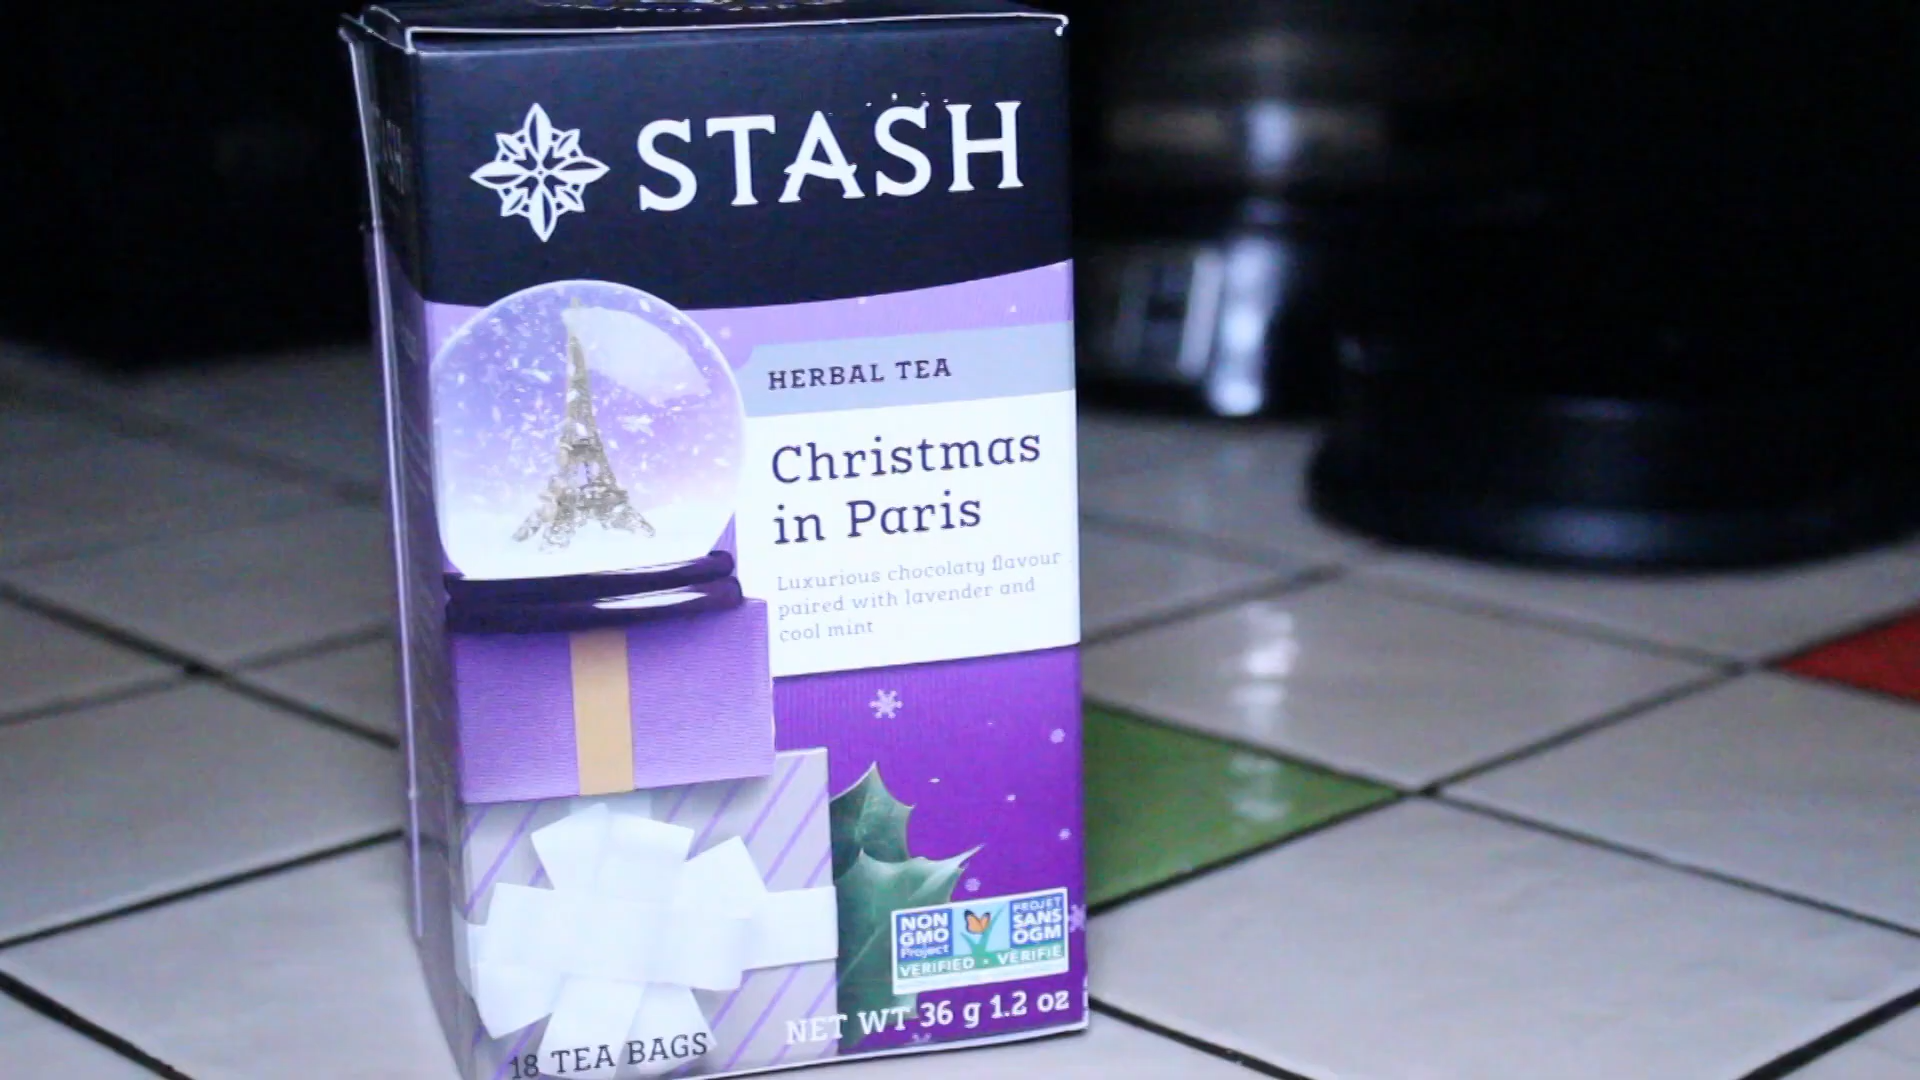 STASH
HERBAL TEA
Christmas
in Paris
Luxurious chocolaty flavour
paired with lavender and
cool mint
NON
GMO
Project
VERIFIED
PROJET
SANS
OGM
VERIFIÉ
NET WT 36 g 1.2 oz
18 TEA BAGS